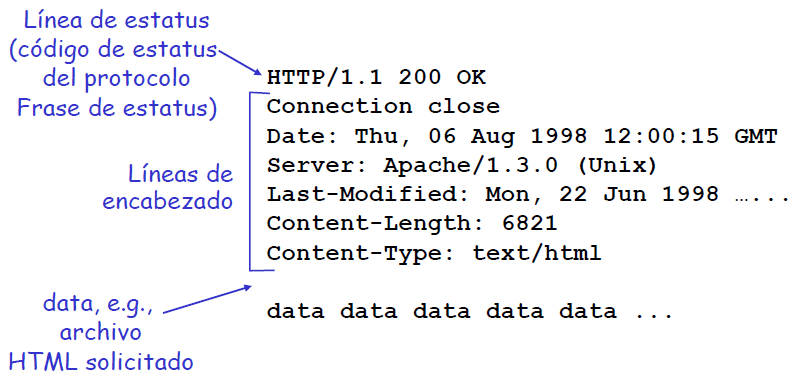 Línea de estatus
(código de estatus
del protocolo
Frase de estatus)
HTTP/1.1 200 OK
Connection close
Date: Thu, 06 Aug 1998 12:00:15 GMT
Server: Apache/1.3.0 (Unix)
Last-Modified: Mon, 22 Jun 1998 …...
Content-Length: 6821
Content-Type: text/html
Líneas de
encabezado
data, e.g.,
archivo
HTML solicitado
data data data data data ...